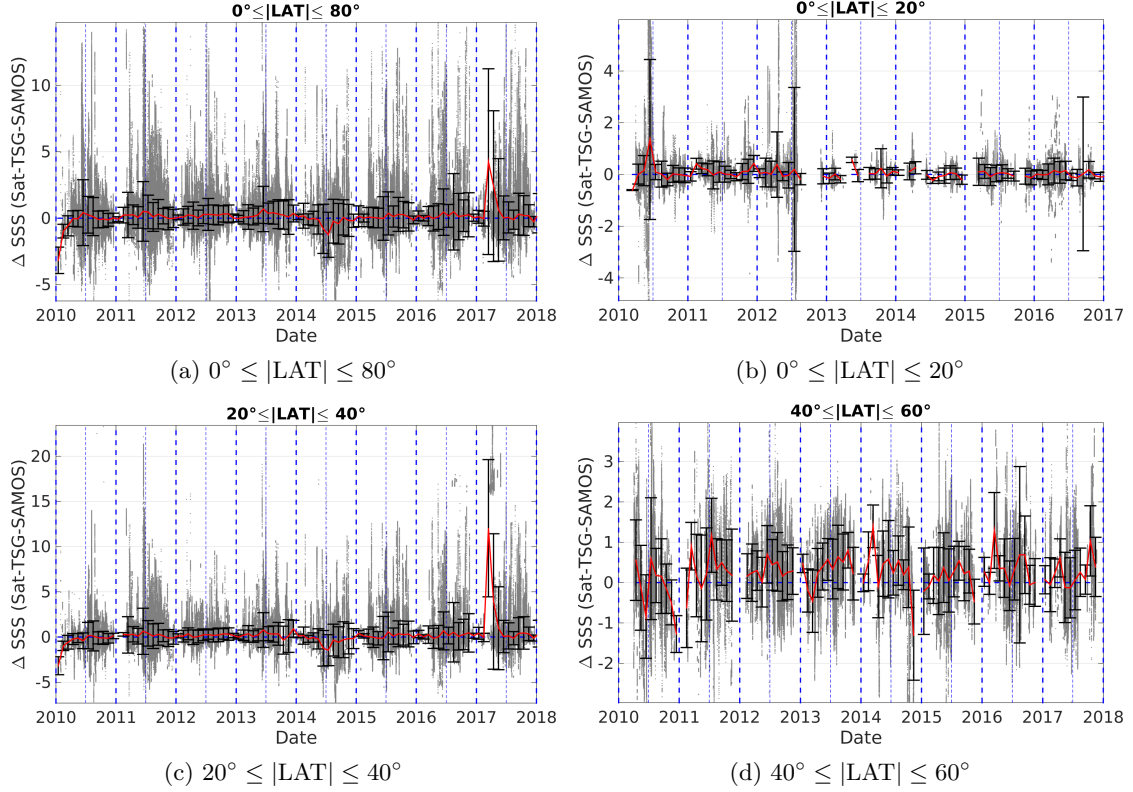 0°≤|LAT|≤ 80°
Δ SSS (Sat-TSG-SAMOS)
10
5
0
-5
2010 2011 2012 2013 2014 2015 2016 2017 2018
Date
(a) 0° ≤ |LAT| ≤ 80°
0°≤|LAT|≤ 20°
Δ SSS (Sat-TSG-SAMOS)
4
2
0
-2
-4
2010 2011 2012 2013 2014 2015 2016 2017
Date
(b) 0° ≤ |LAT| ≤ 20°
20°≤|LAT|≤ 40°
Δ SSS (Sat-TSG-SAMOS)
20
15
10
5
0
-5
2010 2011 2012 2013 2014 2015 2016 2017 2018
Date
(c) 20° ≤ |LAT| ≤ 40°
40°≤|LAT|≤ 60°
Δ SSS (Sat-TSG-SAMOS)
3
2
1
0
-1
-2
2010 2011 2012 2013 2014 2015 2016 2017 2018
Date
(d) 40° ≤ |LAT| ≤ 60°